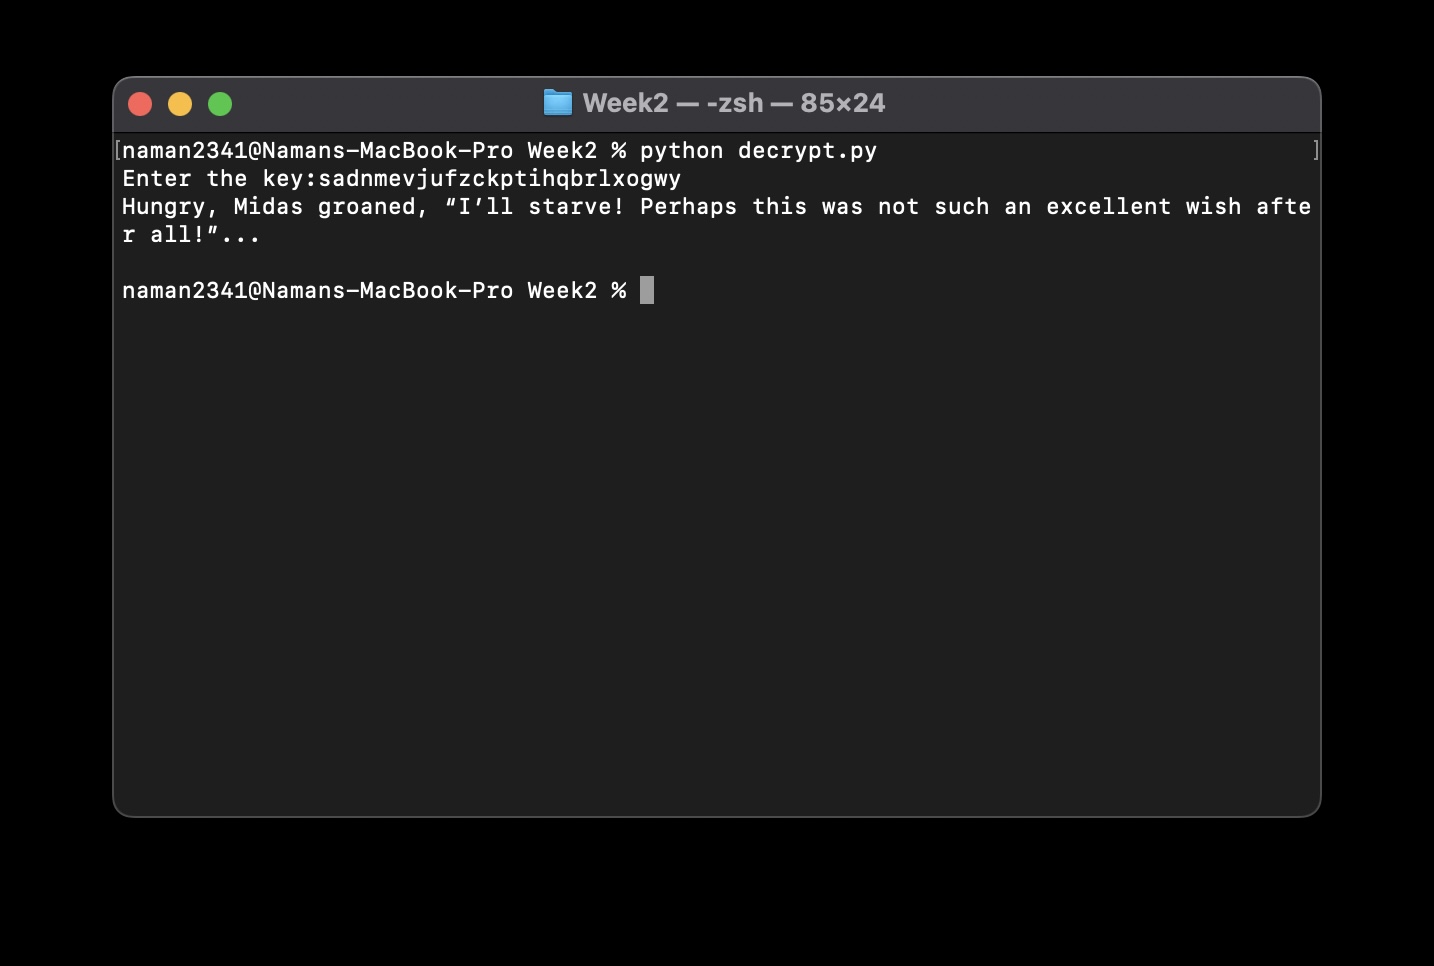 Week2 — -zsh — 85×24
[naman2341@Namans-MacBook-Pro Week2 % python decrypt.py ]
Enter the key:sadnmevjufzckptihqbrlxogwy
Hungry, Midas groaned, “I’ll starve! Perhaps this was not such an excellent wish afte
r all!”...
naman2341@Namans-MacBook-Pro Week2 %